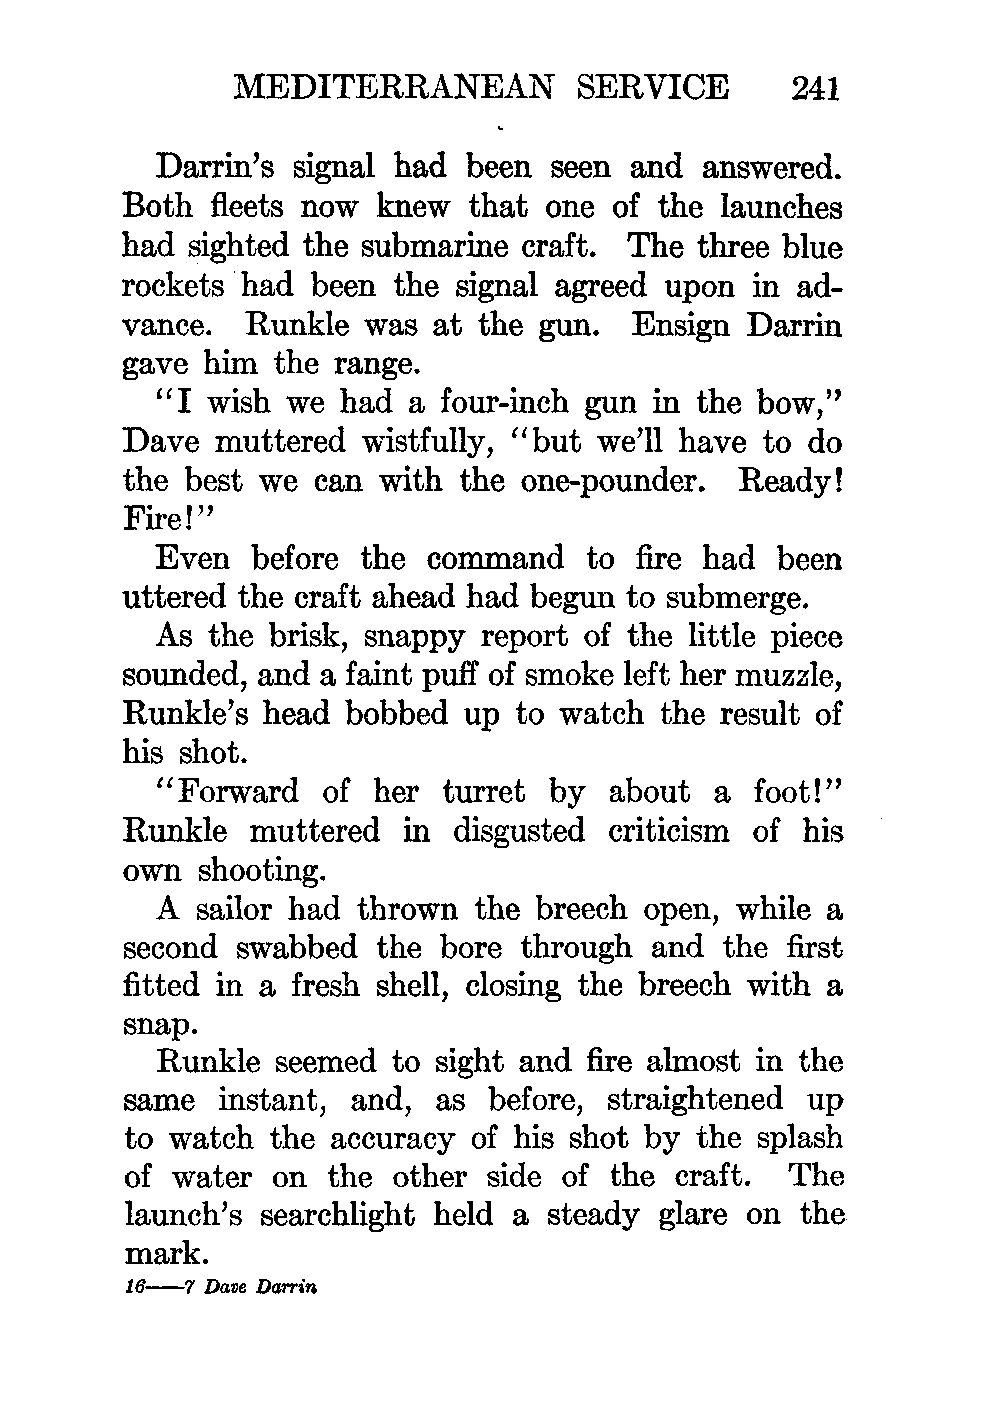 MEDITERRANEAN SERVICE 241
Darrin's signal had been seen and answered.
Both fleets now knew that one of the launches
had sighted the submarine craft. The three blue
rockets had been the signal agreed upon in ad-
vance. Runkle was at the gun. Ensign Darrin
gave him the range.
"I wish we had a four-inch gun in the bow,"
Dave muttered wistfully, "but we'll have to do
the best we can with the one-pounder. Ready!
Fire!"
Even before the command to fire had been
uttered the craft ahead had begun to submerge.
As the brisk, snappy report of the little piece
sounded, and a faint puff of smoke left her muzzle,
Runkle's head bobbed up to watch the result of
his shot.
"Forward of her turret by about a foot!"
Runkle muttered in disgusted criticism of his
own shooting.
A sailor had thrown the breech open, while a
second swabbed the bore through and the first
fitted in a fresh shell, closing the breech with a
snap.
Runkle seemed to sight and fire almost in the
same instant, and, as before, straightened up
to watch the accuracy of his shot by the splash
of water on the other side of the craft. The
launch's searchlight held a steady glare on the
mark.
16——7 Dave Darrin